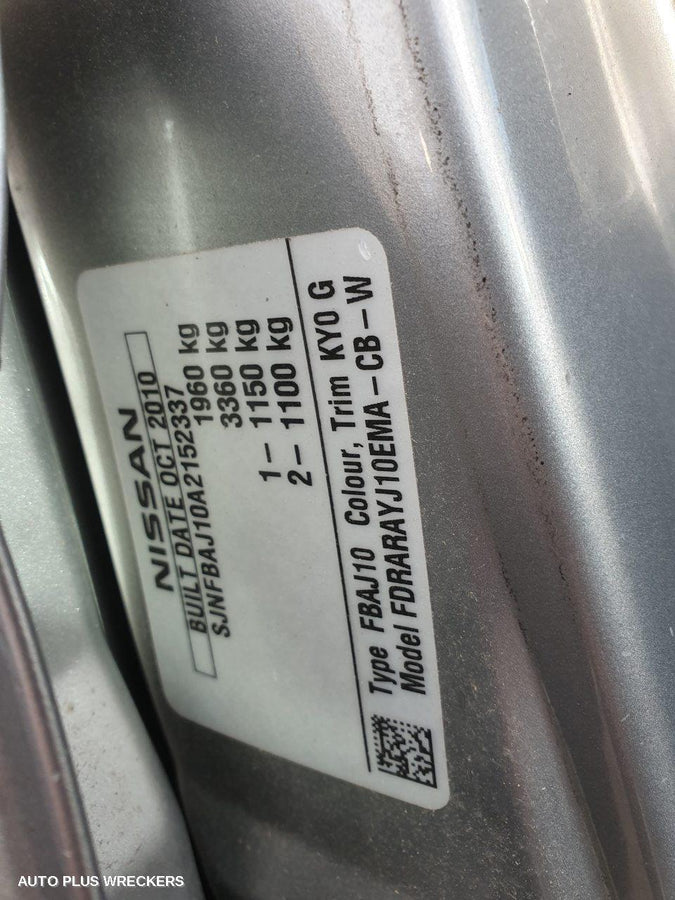 NISSAN
BUILT DATE OCT 2010
SJNFBAJ10A2152337
1960 kg
3360 kg
1 – 1150 kg
2 – 1100 kg
Type FBAJ10 Colour, Trim KY0 G
Model FDRARAYJ10EMA – CB – W
AUTO PLUS WRECKERS